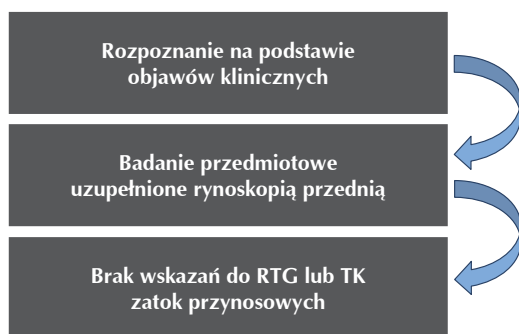 Rozpoznanie na podstawie
objawów klinicznych
Badanie przedmiotowe
uzupełnione rynoskopią przednią
Brak wskazań do RTG lub TK
zatok przynosowych